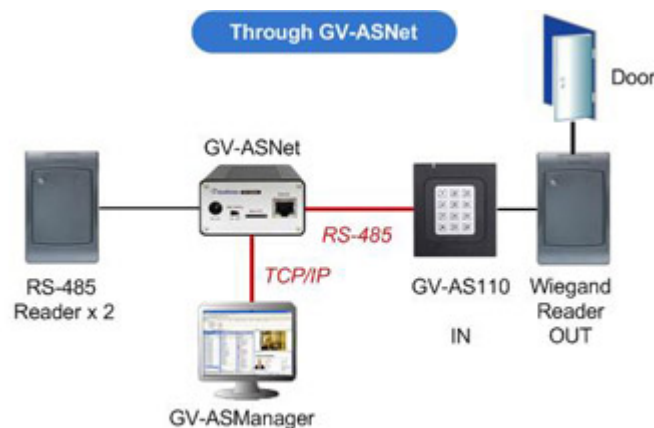 Through GV-ASNet
Door
GV-ASNet
RS-485
TCP/IP
RS-485
Reader x 2
GV-AS110
IN
Wiegand
Reader
OUT
GV-ASManager